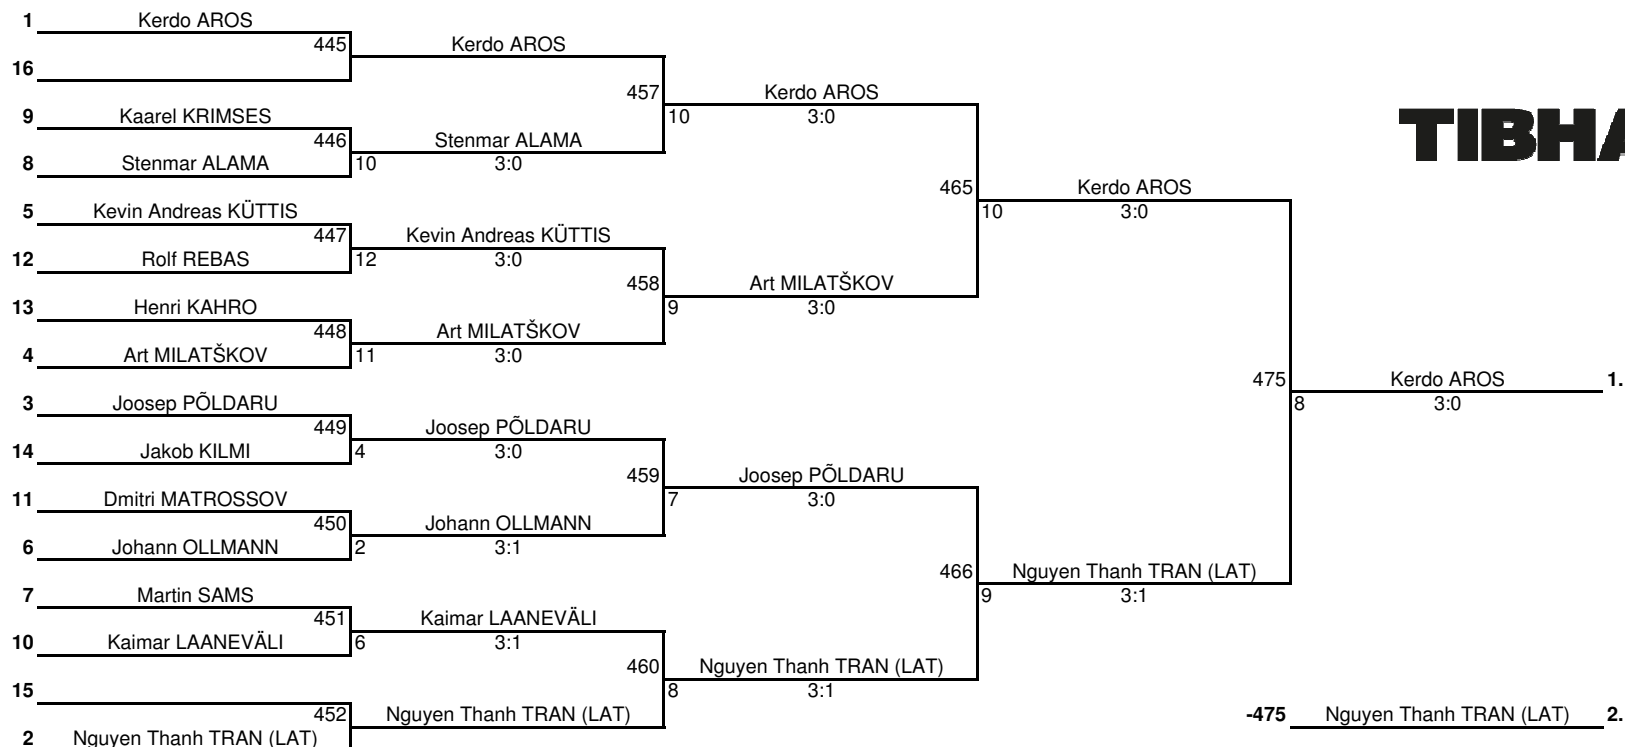 1 Kerdo AROS
445 Kerdo AROS
16
457 Kerdo AROS
10 3:0
9 Kaarel KRIMSES
446 Stenmar ALAMA
8 Stenmar ALAMA 10 3:0
465 Kerdo AROS
10 3:0
5 Kevin Andreas KÜTTIS
447 Kevin Andreas KÜTTIS
12 Rolf REBAS 12 3:0
458 Art MILATŠKOV
9 3:0
13 Henri KAHRO
448 Art MILATŠKOV
4 Art MILATŠKOV 11 3:0
475 Kerdo AROS 1.
8 3:0
3 Joosep PÕLDARU
449 Joosep PÕLDARU
14 Jakob KILMI 4 3:0
459 Joosep PÕLDARU
7 3:0
11 Dmitri MATROSSOV
450 Johann OLLMANN
6 Johann OLLMANN 2 3:1
466 Nguyen Thanh TRAN (LAT)
9 3:1
7 Martin SAMS
451 Kaimar LAANEVÄLI
10 Kaimar LAANEVÄLI 6 3:1
460 Nguyen Thanh TRAN (LAT)
8 3:1
15
452 Nguyen Thanh TRAN (LAT)
2 Nguyen Thanh TRAN (LAT)
-475 Nguyen Thanh TRAN (LAT) 2.